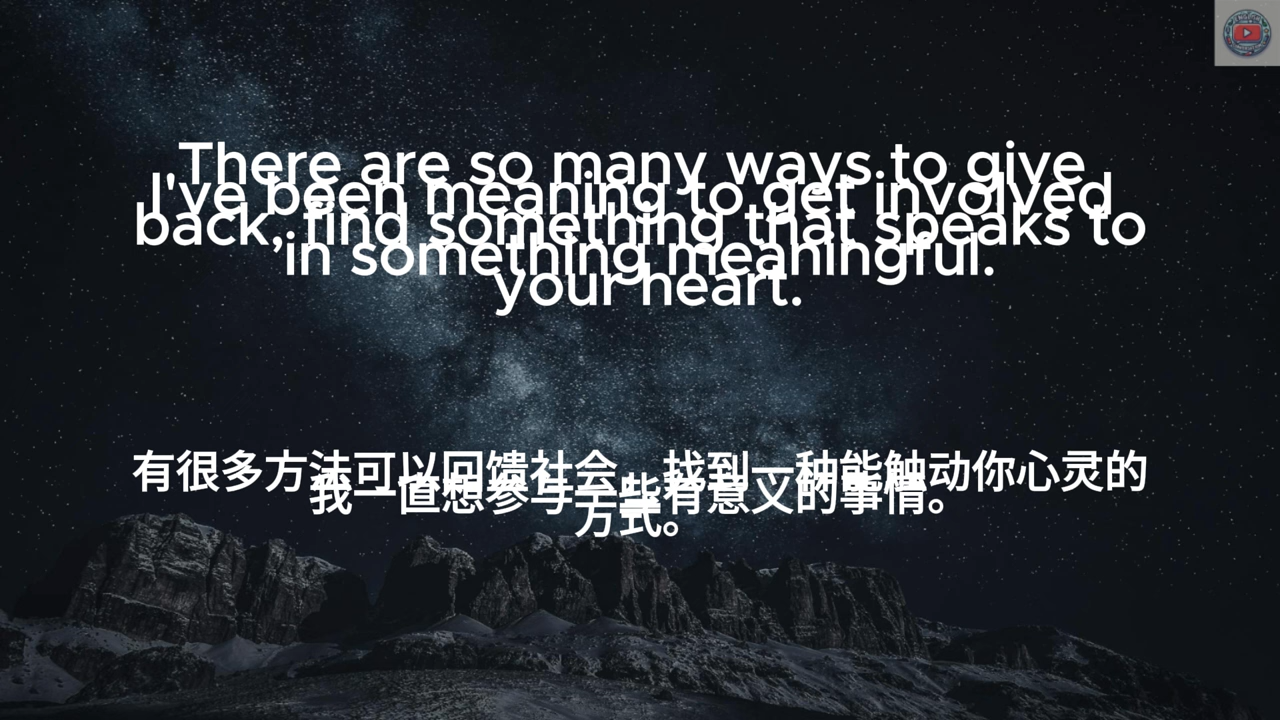 There are so many ways to give
I've been meaning to get involved
back, find something that speaks to
in something meaningful.
your heart.
有很多方法可以回馈社会，找到一种能触动你心灵的
我一直想参与一些有意义的事情。
方式。